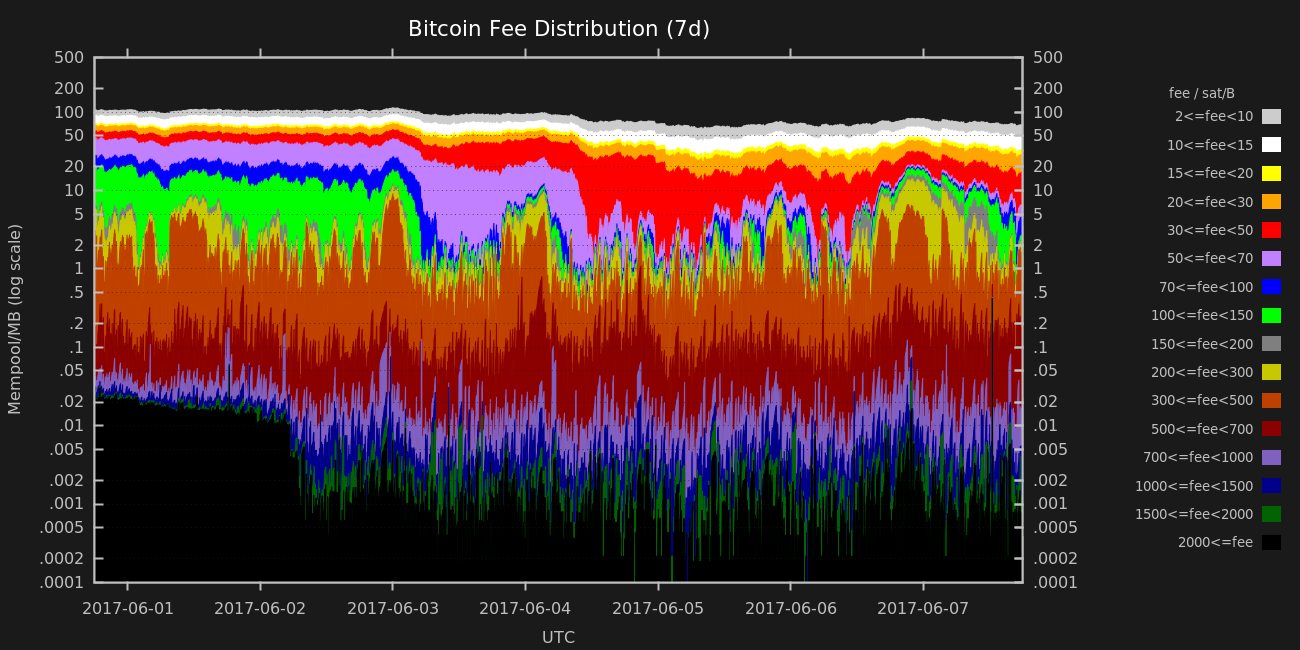 Bitcoin Fee Distribution (7d)
Mempool/MB (log scale)
500
200
100
50
20
10
5
2
1
.5
.2
.1
.05
.02
.01
.005
.002
.001
.0005
.0002
.0001
500
200
100
50
20
10
5
2
1
.5
.2
.1
.05
.02
.01
.005
.002
.001
.0005
.0002
.0001
2017-06-01 2017-06-02 2017-06-03 2017-06-04 2017-06-05 2017-06-06 2017-06-07
UTC
fee / sat/B
2<=fee<10
10<=fee<15
15<=fee<20
20<=fee<30
30<=fee<50
50<=fee<70
70<=fee<100
100<=fee<150
150<=fee<200
200<=fee<300
300<=fee<500
500<=fee<700
700<=fee<1000
1000<=fee<1500
1500<=fee<2000
2000<=fee